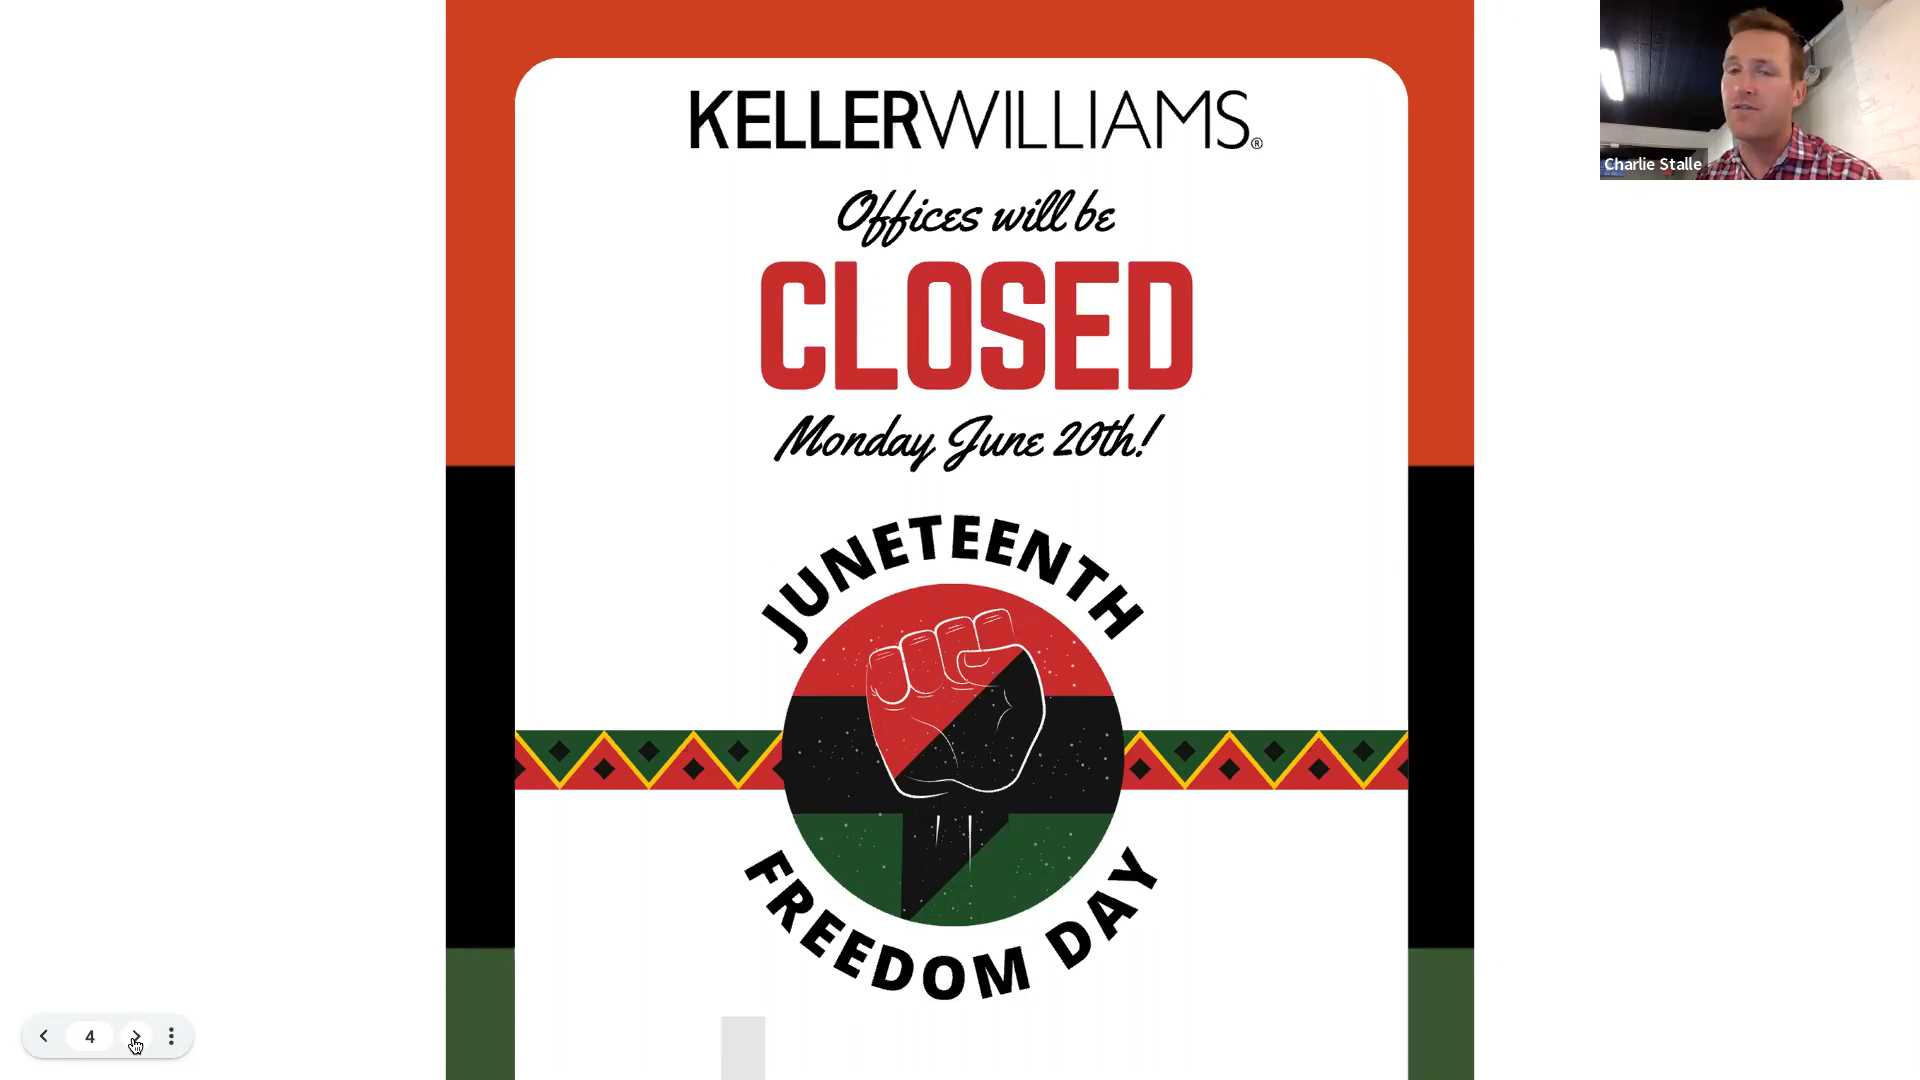 KELLERWILLIAMS®
Offices will be
CLOSED
Monday June 20th!
JUNETEENTH
FREEDOM DAY
Charlie Stalle
4